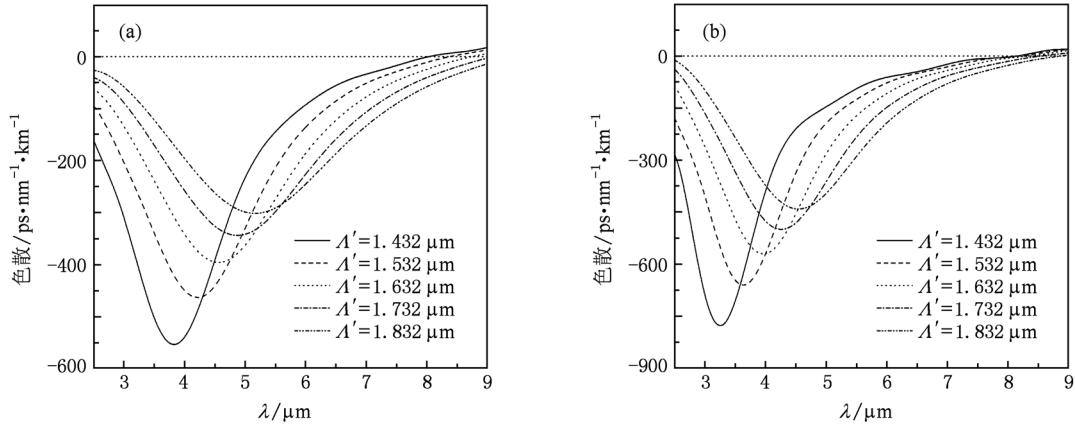 (a)
0
−200
−400
−600
色散/ps•nm⁻¹•km⁻¹
Λ′=1.432 μm
Λ′=1.532 μm
Λ′=1.632 μm
Λ′=1.732 μm
Λ′=1.832 μm
3 4 5 6 7 8 9
λ/μm
(b)
0
−300
−600
−900
色散/ps•nm⁻¹•km⁻¹
Λ′=1.432 μm
Λ′=1.532 μm
Λ′=1.632 μm
Λ′=1.732 μm
Λ′=1.832 μm
3 4 5 6 7 8 9
λ/μm